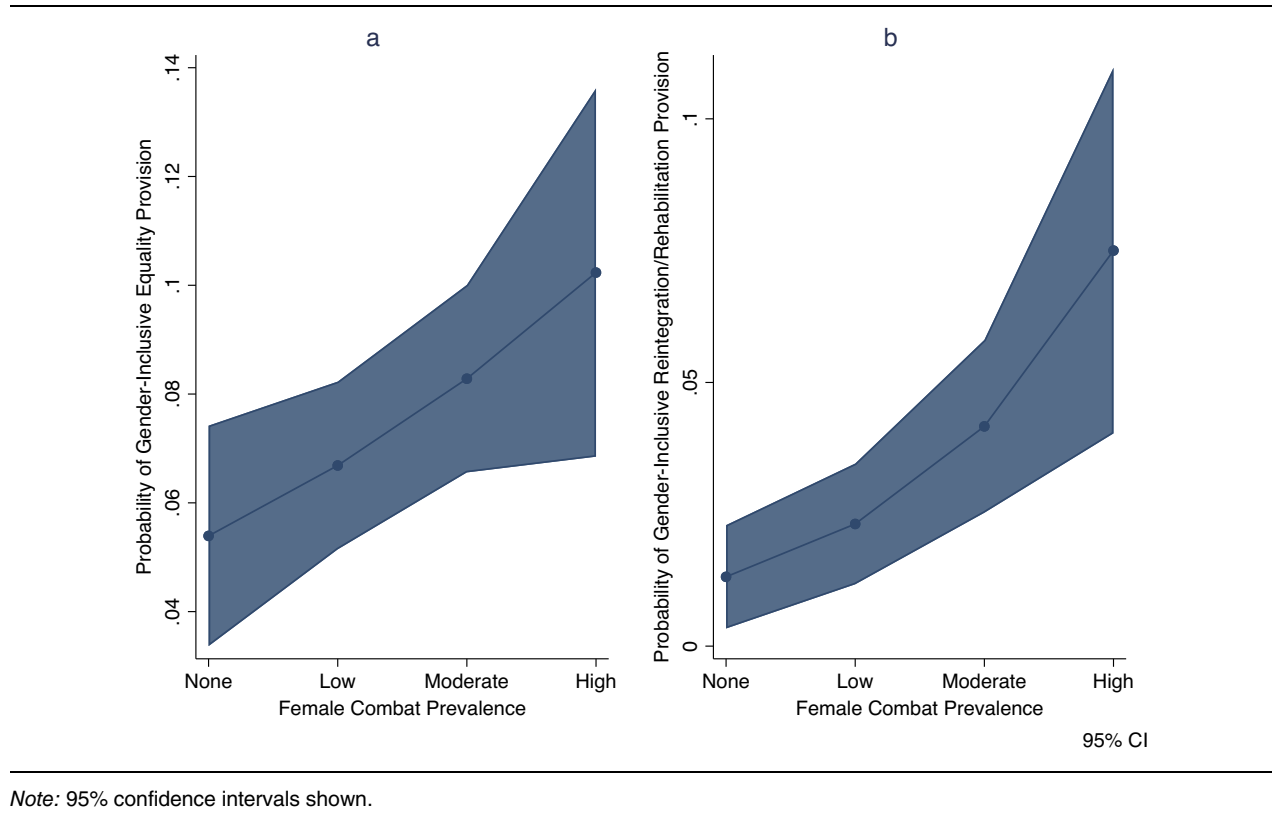 a
Probability of Gender-Inclusive Equality Provision
.14
.12
.1
.08
.06
.04
None Low Moderate High
Female Combat Prevalence
b
Probability of Gender-Inclusive Reintegration/Rehabilitation Provision
.1
.05
0
None Low Moderate High
Female Combat Prevalence
95% CI
Note: 95% confidence intervals shown.